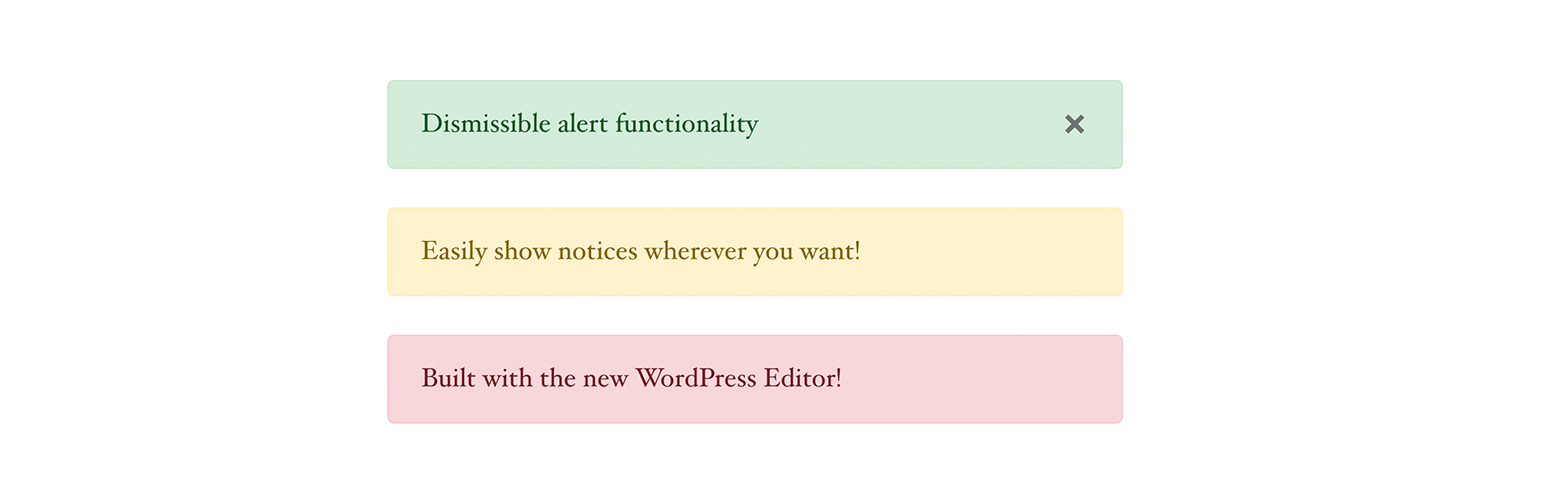 Dismissible alert functionality
Easily show notices wherever you want!
Built with the new WordPress Editor!